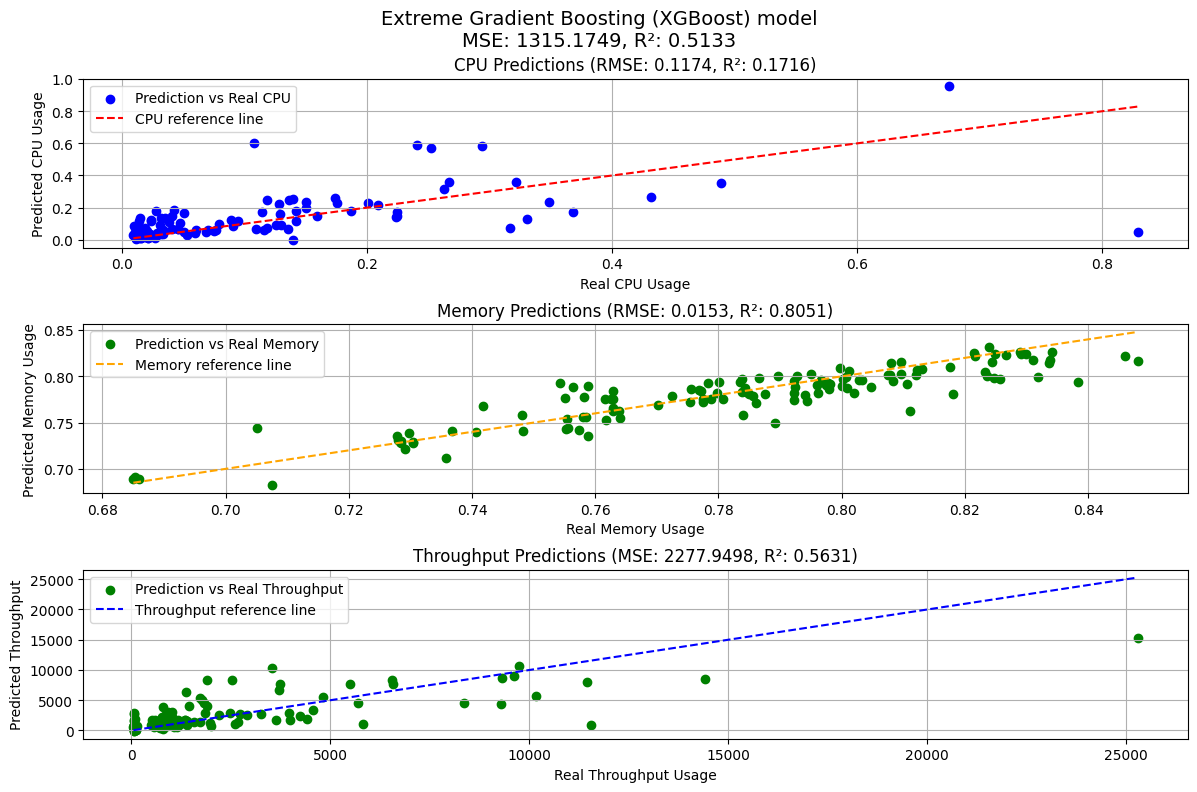 Extreme Gradient Boosting (XGBoost) model
MSE: 1315.1749, R²: 0.5133
CPU Predictions (RMSE: 0.1174, R²: 0.1716)
Predicted CPU Usage
1.0
0.8
0.6
0.4
0.2
0.0
Prediction vs Real CPU
CPU reference line
0.0 0.2 0.4 0.6 0.8
Real CPU Usage
Memory Predictions (RMSE: 0.0153, R²: 0.8051)
Predicted Memory Usage
0.85
0.80
0.75
0.70
Prediction vs Real Memory
Memory reference line
0.68 0.70 0.72 0.74 0.76 0.78 0.80 0.82 0.84
Real Memory Usage
Throughput Predictions (MSE: 2277.9498, R²: 0.5631)
Predicted Throughput
25000
20000
15000
10000
5000
0
Prediction vs Real Throughput
Throughput reference line
0 5000 10000 15000 20000 25000
Real Throughput Usage